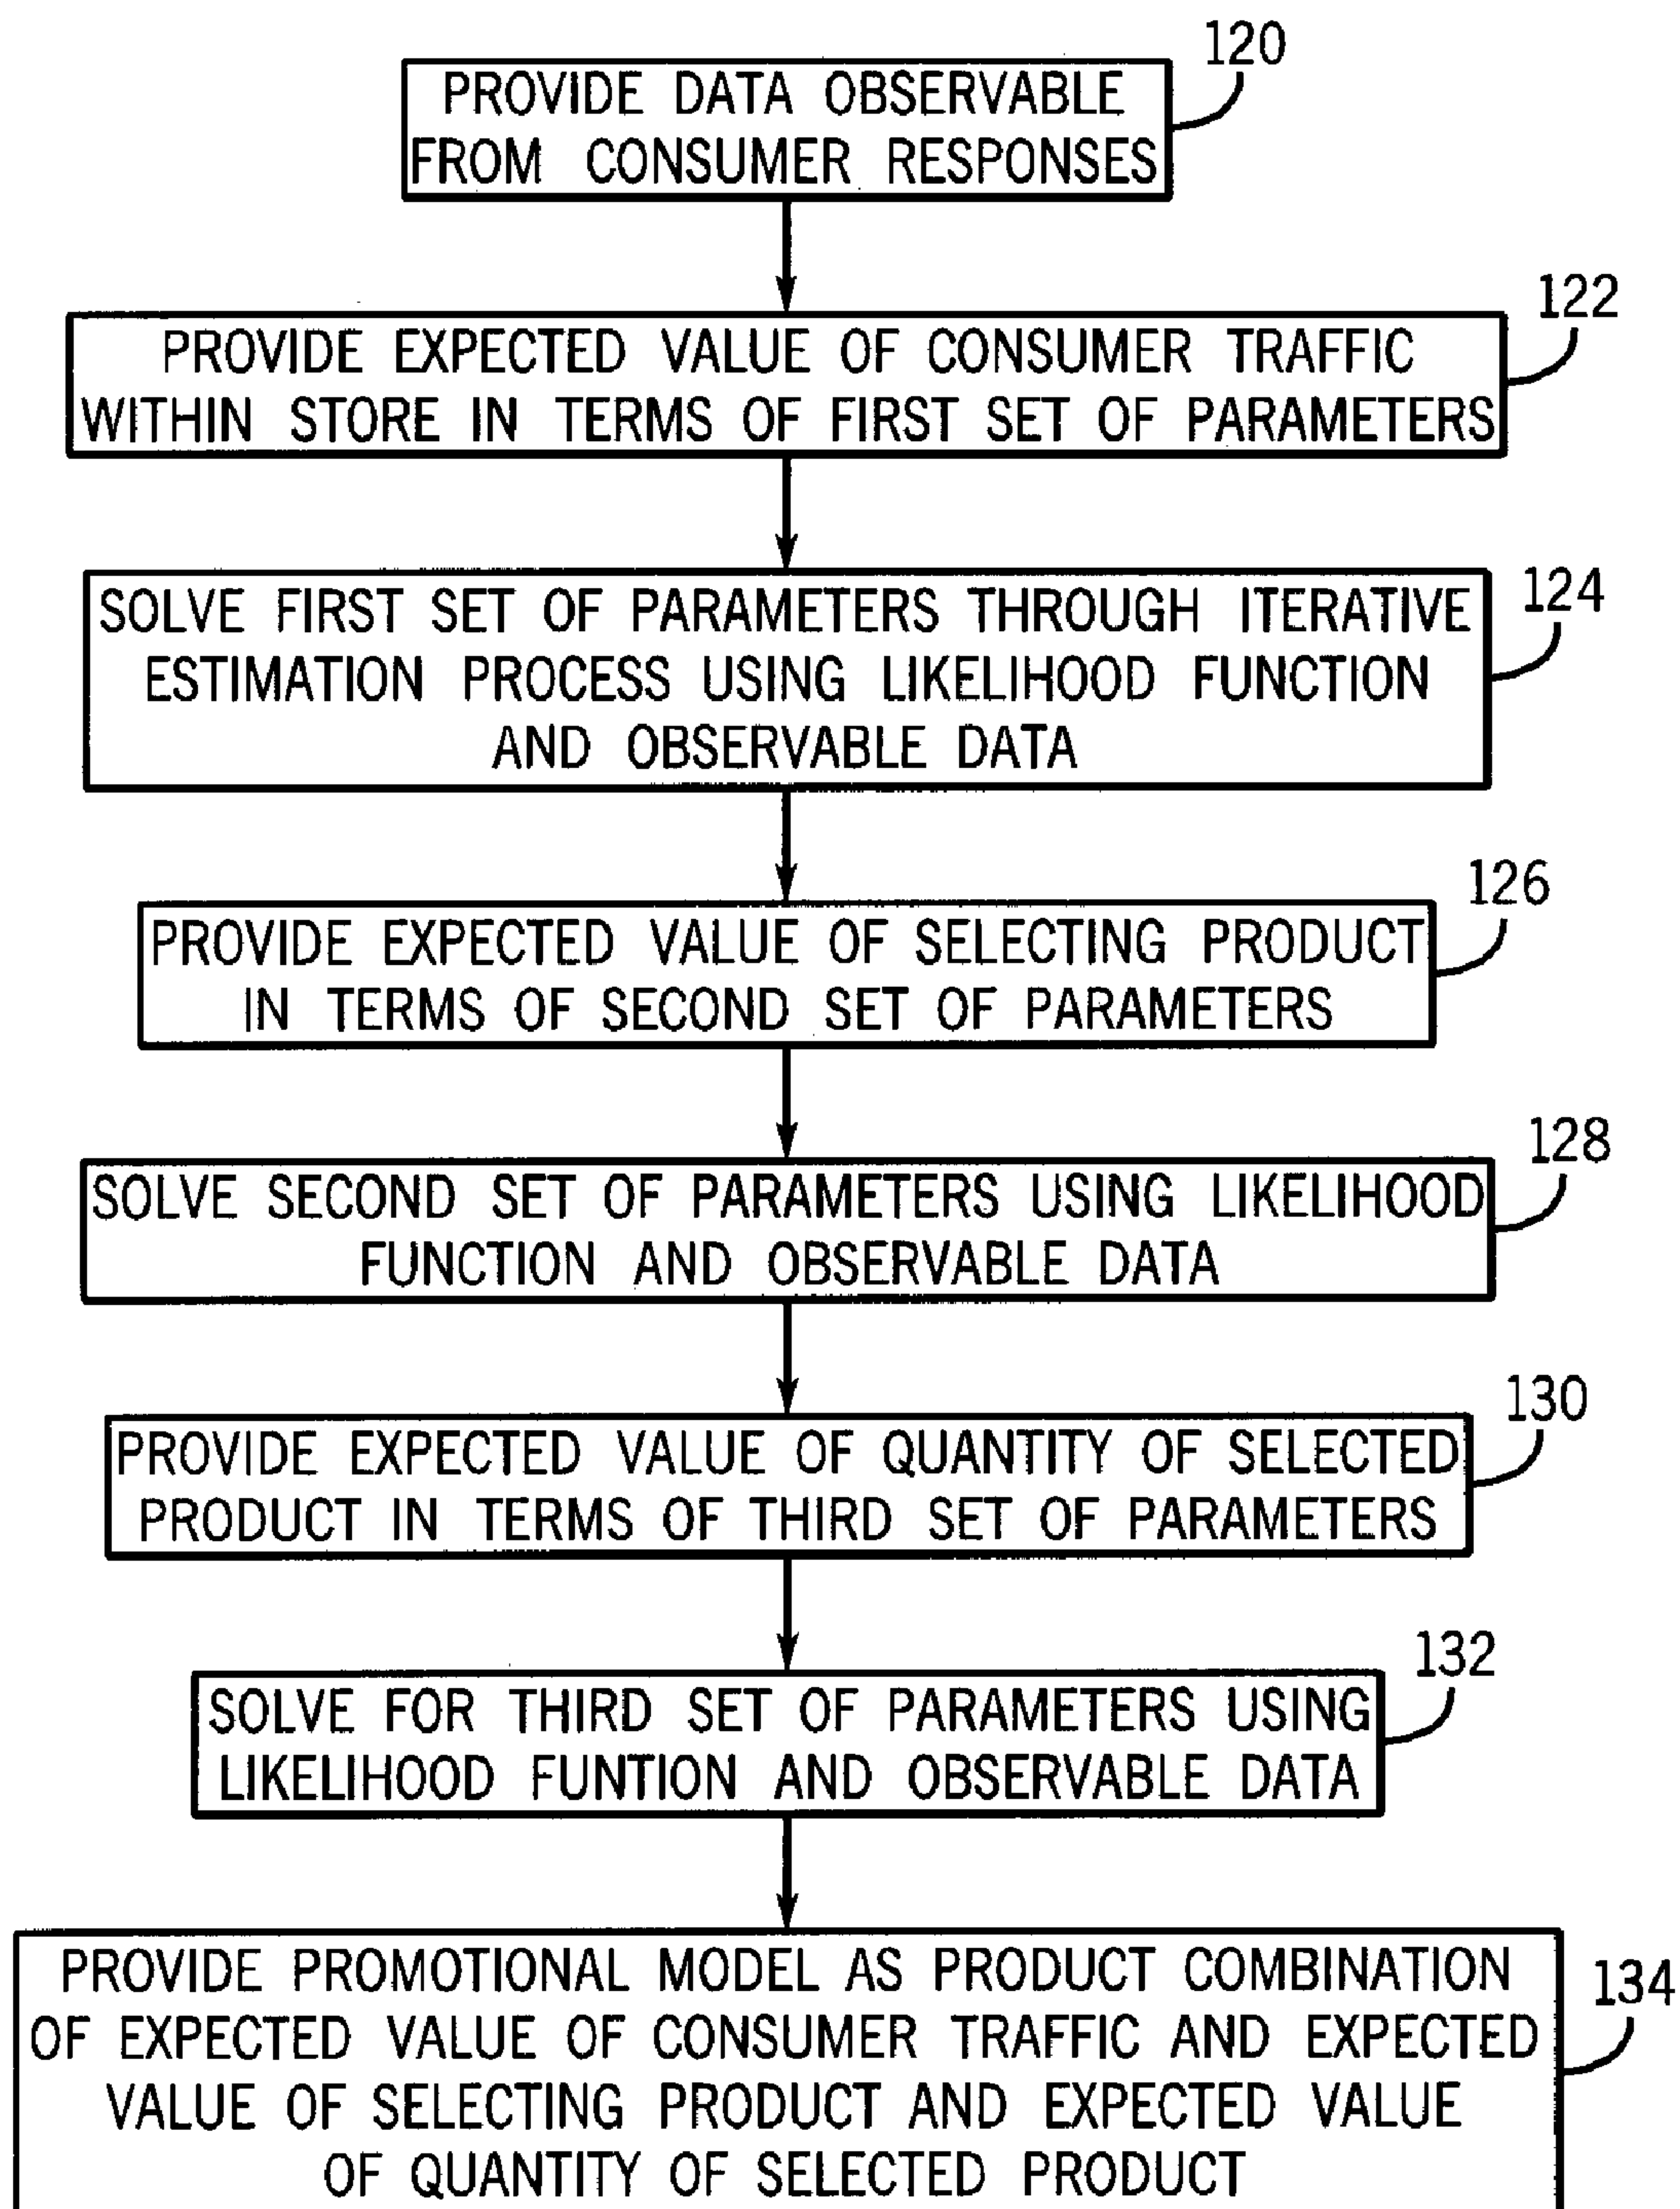 120
PROVIDE DATA OBSERVABLE
FROM CONSUMER RESPONSES
122
PROVIDE EXPECTED VALUE OF CONSUMER TRAFFIC
WITHIN STORE IN TERMS OF FIRST SET OF PARAMETERS
124
SOLVE FIRST SET OF PARAMETERS THROUGH ITERATIVE
ESTIMATION PROCESS USING LIKELIHOOD FUNCTION
AND OBSERVABLE DATA
126
PROVIDE EXPECTED VALUE OF SELECTING PRODUCT
IN TERMS OF SECOND SET OF PARAMETERS
128
SOLVE SECOND SET OF PARAMETERS USING LIKELIHOOD
FUNCTION AND OBSERVABLE DATA
130
PROVIDE EXPECTED VALUE OF QUANTITY OF SELECTED
PRODUCT IN TERMS OF THIRD SET OF PARAMETERS
132
SOLVE FOR THIRD SET OF PARAMETERS USING
LIKELIHOOD FUNTION AND OBSERVABLE DATA
134
PROVIDE PROMOTIONAL MODEL AS PRODUCT COMBINATION
OF EXPECTED VALUE OF CONSUMER TRAFFIC AND EXPECTED
VALUE OF SELECTING PRODUCT AND EXPECTED VALUE
OF QUANTITY OF SELECTED PRODUCT